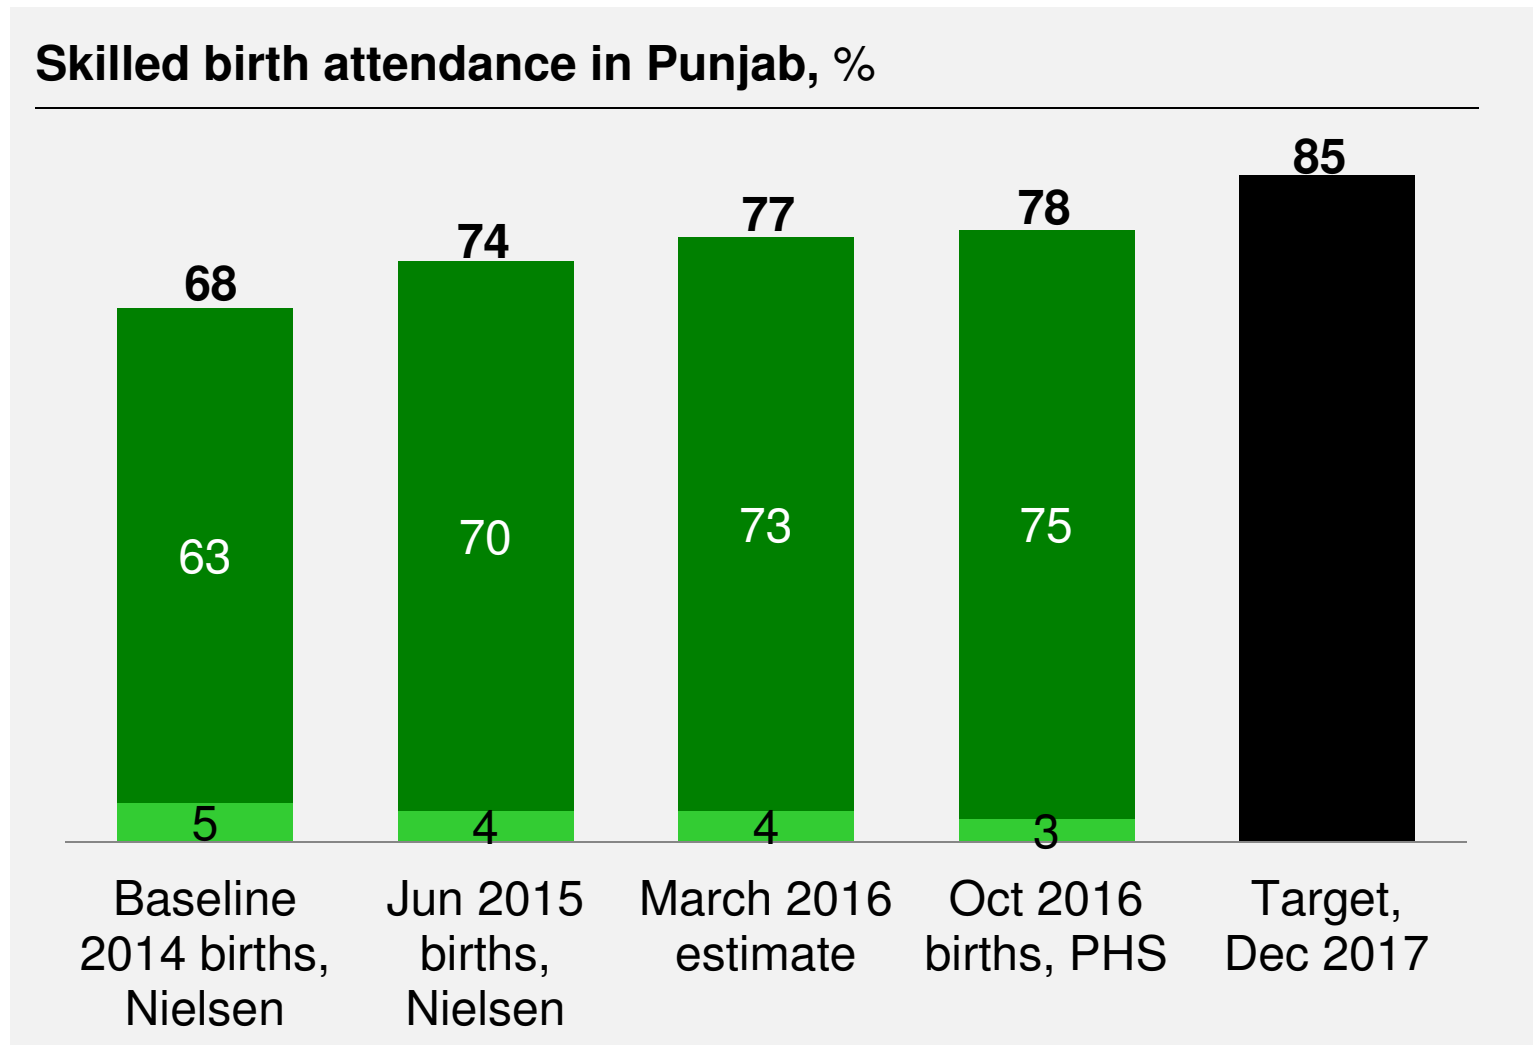 Skilled birth attendance in Punjab, %
68
74
77
78
85
63
70
73
75
5
4
4
3
Baseline
2014 births,
Nielsen
Jun 2015
births,
Nielsen
March 2016
estimate
Oct 2016
births, PHS
Target,
Dec 2017